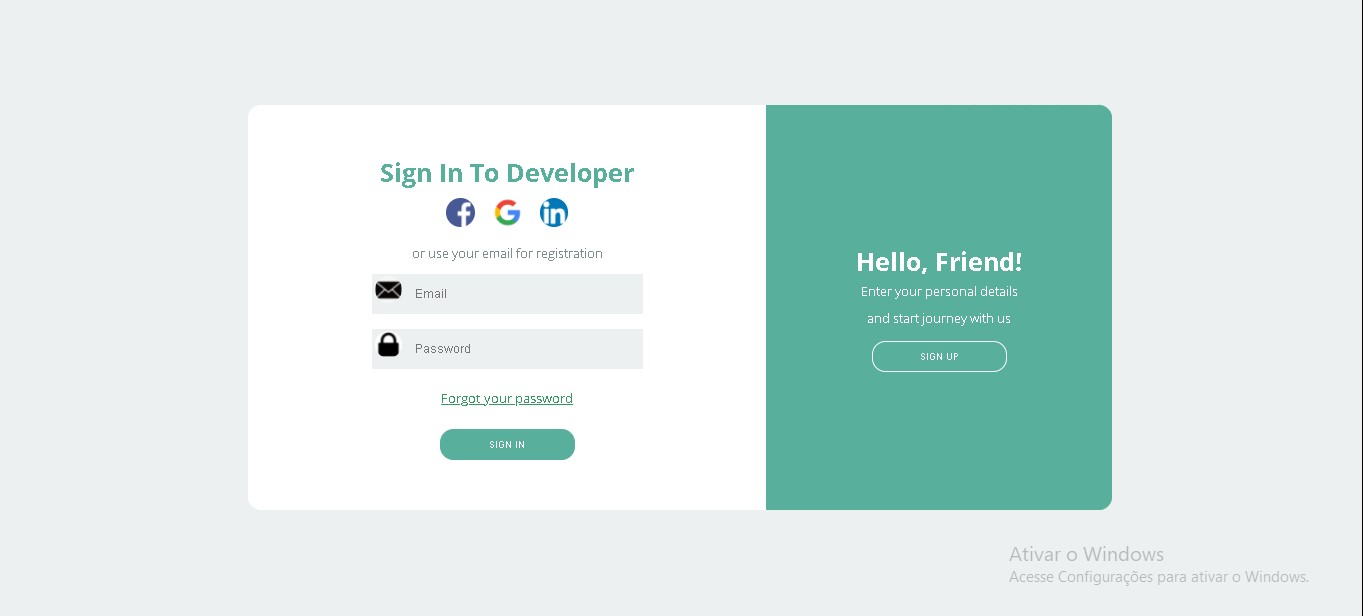 Sign In To Developer
or use your email for registration
Email
Password
Forgot your password
SIGN IN
Hello, Friend!
Enter your personal details
and start journey with us
SIGN UP
Ativar o Windows
Acesse Configurações para ativar o Windows.